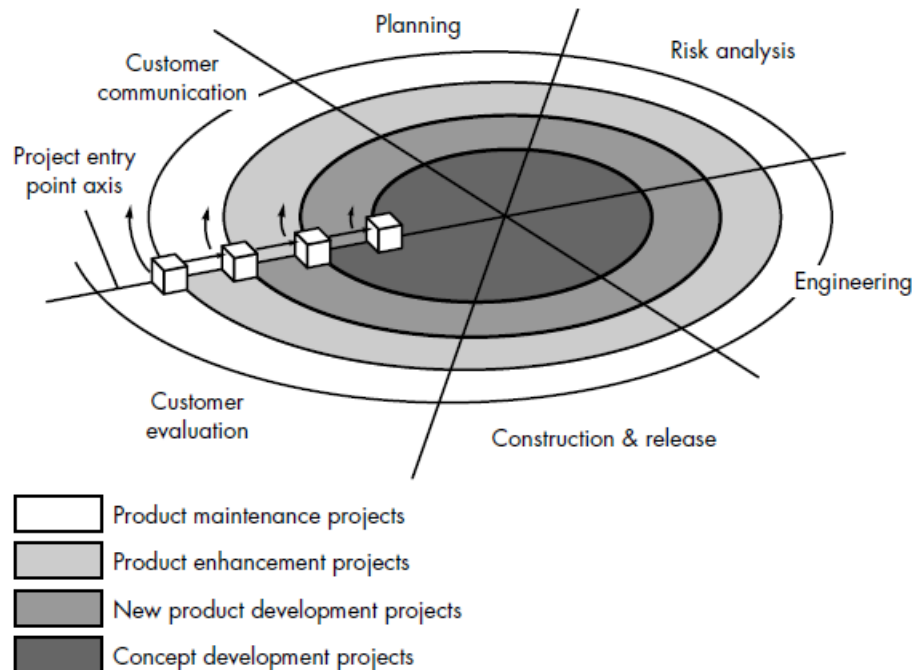 Planning
Risk analysis
Customer
communication
Project entry
point axis
Engineering
Customer
evaluation
Construction & release
Product maintenance projects
Product enhancement projects
New product development projects
Concept development projects